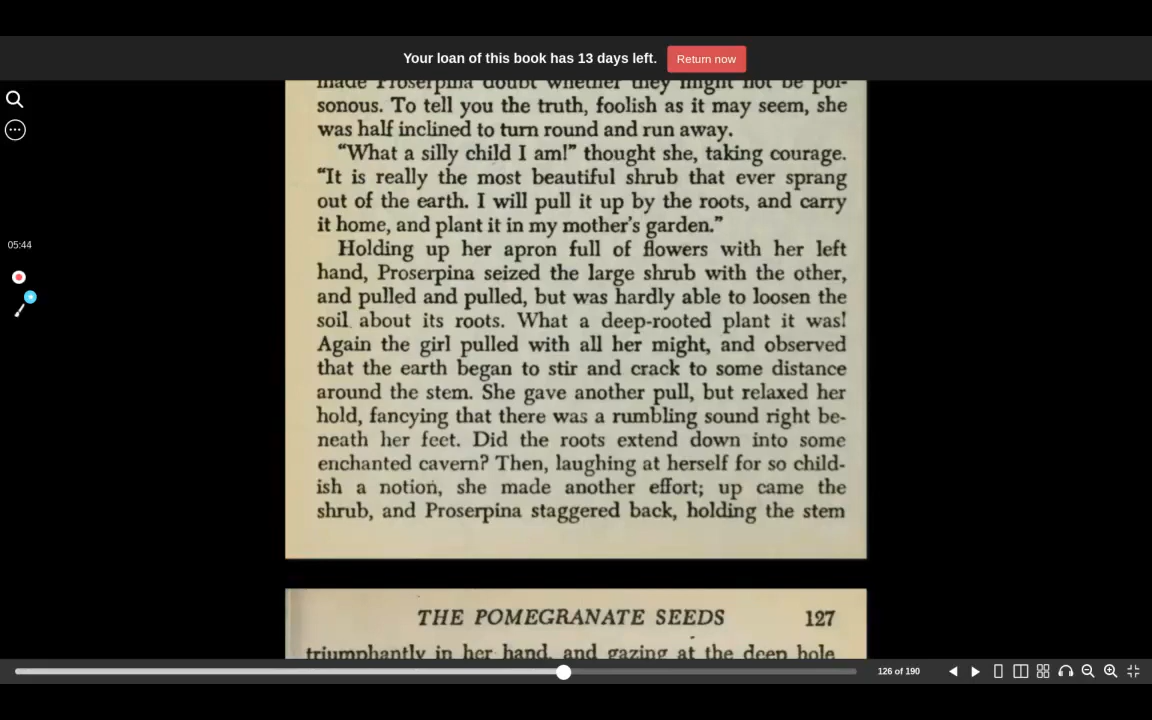 Your loan of this book has 13 days left. Return now
made Proserpina doubt whether they might not be poi-
sonous. To tell you the truth, foolish as it may seem, she
was half inclined to turn round and run away.
“What a silly child I am!” thought she, taking courage.
“It is really the most beautiful shrub that ever sprang
out of the earth. I will pull it up by the roots, and carry
it home, and plant it in my mother’s garden.”
Holding up her apron full of flowers with her left
hand, Proserpina seized the large shrub with the other,
and pulled and pulled, but was hardly able to loosen the
soil about its roots. What a deep-rooted plant it was!
Again the girl pulled with all her might, and observed
that the earth began to stir and crack to some distance
around the stem. She gave another pull, but relaxed her
hold, fancying that there was a rumbling sound right be-
neath her feet. Did the roots extend down into some
enchanted cavern? Then, laughing at herself for so child-
ish a notion, she made another effort; up came the
shrub, and Proserpina staggered back, holding the stem
05:44
THE POMEGRANATE SEEDS 127
triumphantly in her hand, and gazing at the deep hole
126 of 190